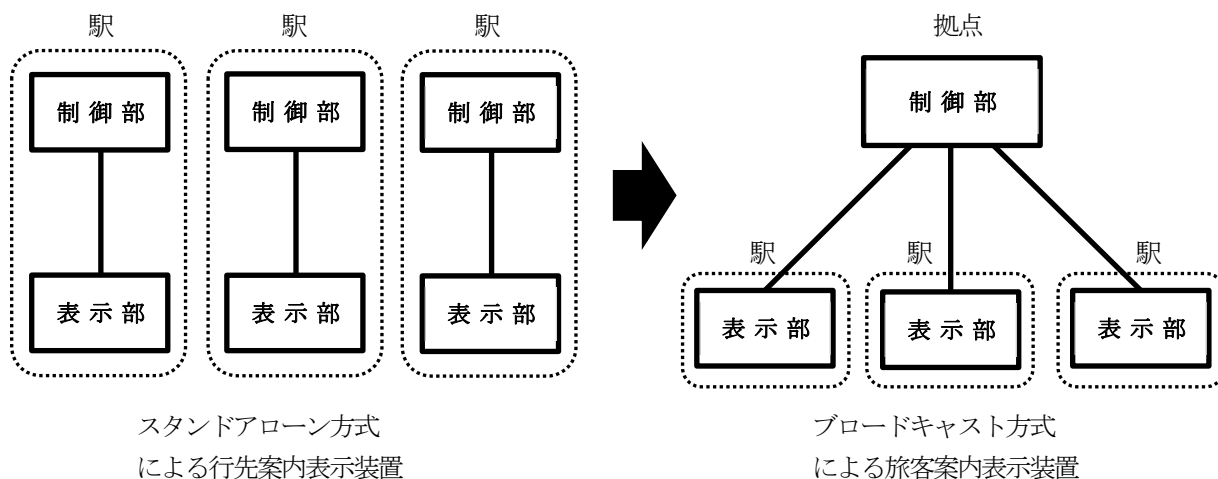 駅
駅
駅
制御部
制御部
制御部
表示部
表示部
表示部
スタンドアローン方式
による行先案内表示装置
拠点
制御部
駅
駅
駅
表示部
表示部
表示部
ブロードキャスト方式
による旅客案内表示装置